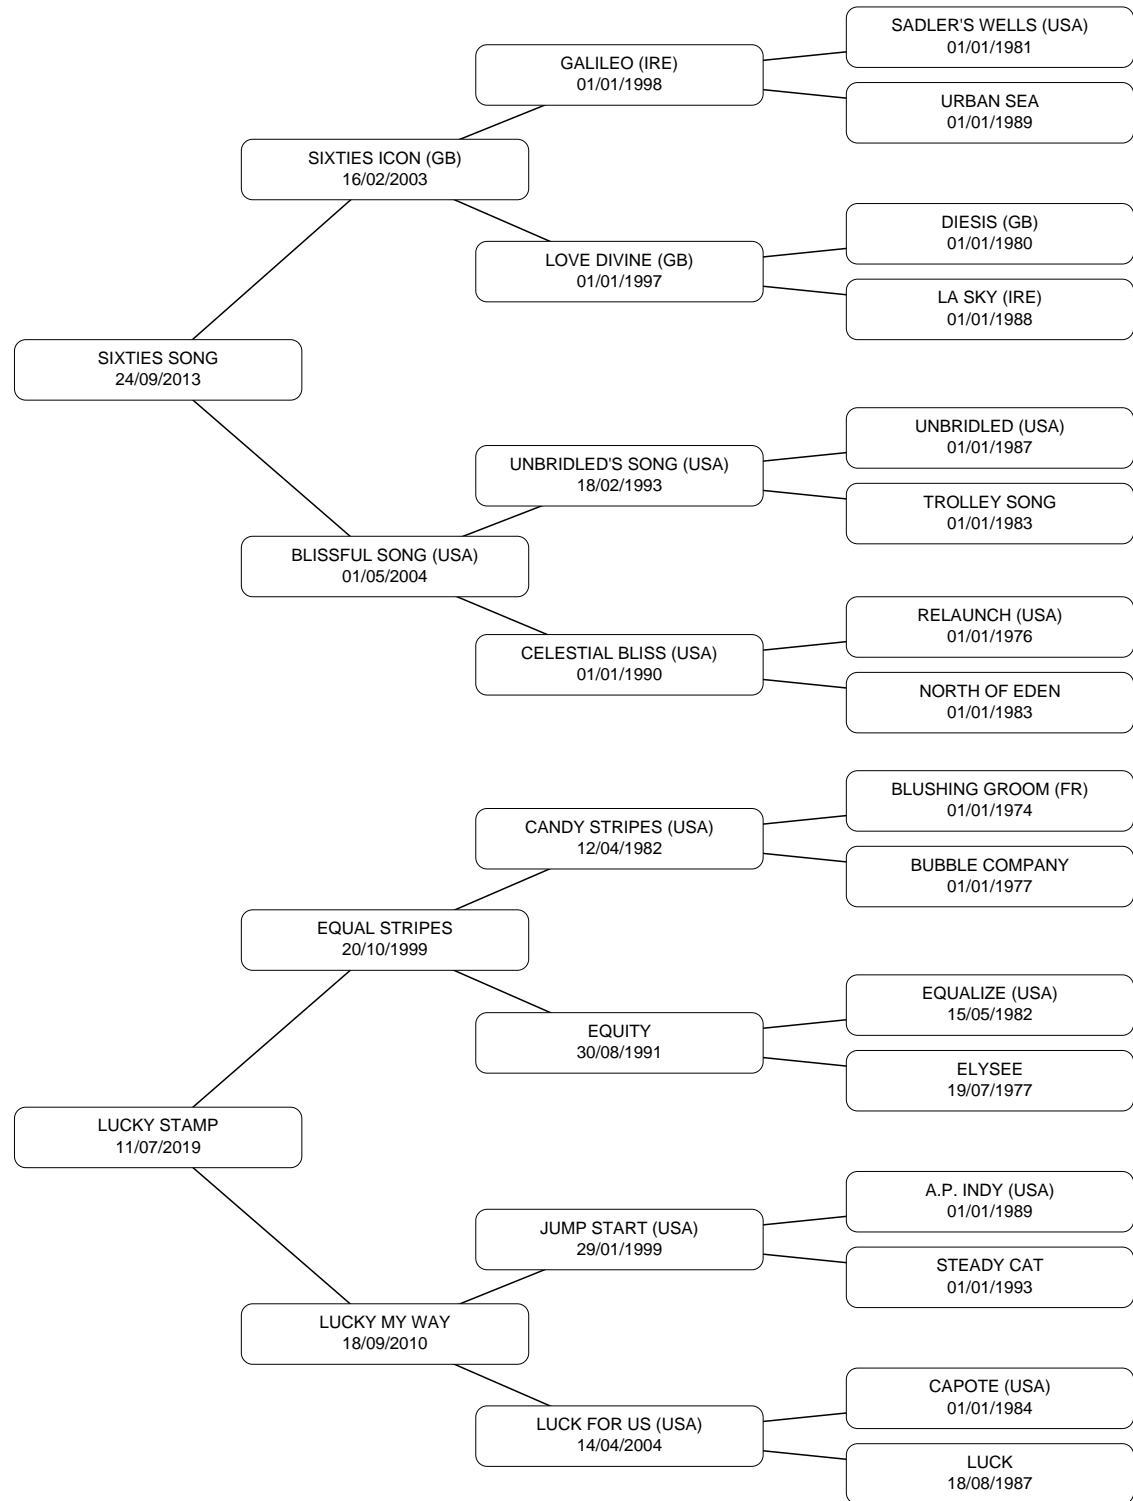 SADLER'S WELLS (USA)
01/01/1981
GALILEO (IRE)
01/01/1998
URBAN SEA
01/01/1989
SIXTIES ICON (GB)
16/02/2003
DIESIS (GB)
01/01/1980
LOVE DIVINE (GB)
01/01/1997
LA SKY (IRE)
01/01/1988
SIXTIES SONG
24/09/2013
UNBRIDLED (USA)
01/01/1987
UNBRIDLED'S SONG (USA)
18/02/1993
TROLLEY SONG
01/01/1983
BLISSFUL SONG (USA)
01/05/2004
RELAUNCH (USA)
01/01/1976
CELESTIAL BLISS (USA)
01/01/1990
NORTH OF EDEN
01/01/1983
BLUSHING GROOM (FR)
01/01/1974
CANDY STRIPES (USA)
12/04/1982
BUBBLE COMPANY
01/01/1977
EQUAL STRIPES
20/10/1999
EQUALIZE (USA)
15/05/1982
EQUITY
30/08/1991
ELYSEE
19/07/1977
LUCKY STAMP
11/07/2019
A.P. INDY (USA)
01/01/1989
JUMP START (USA)
29/01/1999
STEADY CAT
01/01/1993
LUCKY MY WAY
18/09/2010
CAPOTE (USA)
01/01/1984
LUCK FOR US (USA)
14/04/2004
LUCK
18/08/1987